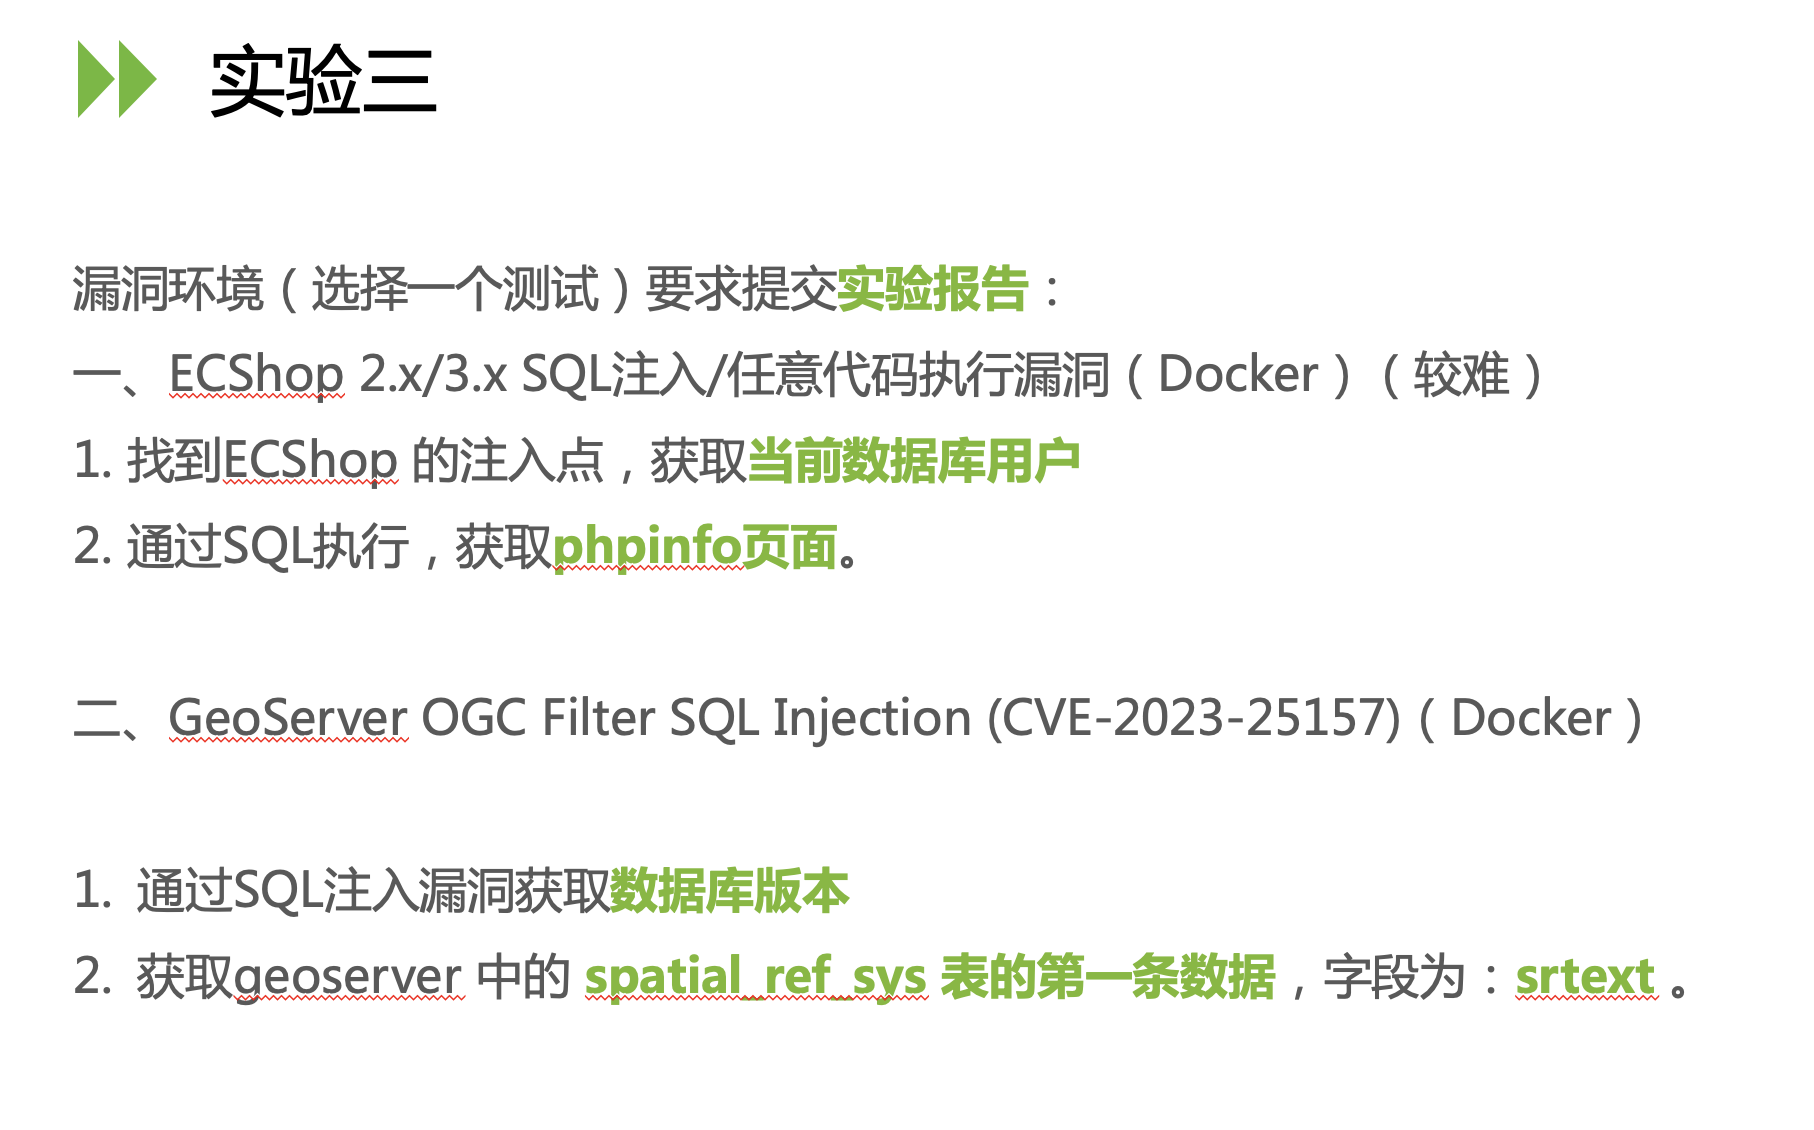 实验三
漏洞环境（选择一个测试）要求提交实验报告：
一、ECShop 2.x/3.x SQL注入/任意代码执行漏洞（Docker）（较难）
1. 找到ECShop 的注入点，获取当前数据库用户
2. 通过SQL执行，获取phpinfo页面。
二、GeoServer OGC Filter SQL Injection (CVE-2023-25157)（Docker）
1. 通过SQL注入漏洞获取数据库版本
2. 获取geoserver 中的 spatial_ref_sys 表的第一条数据，字段为：srtext 。